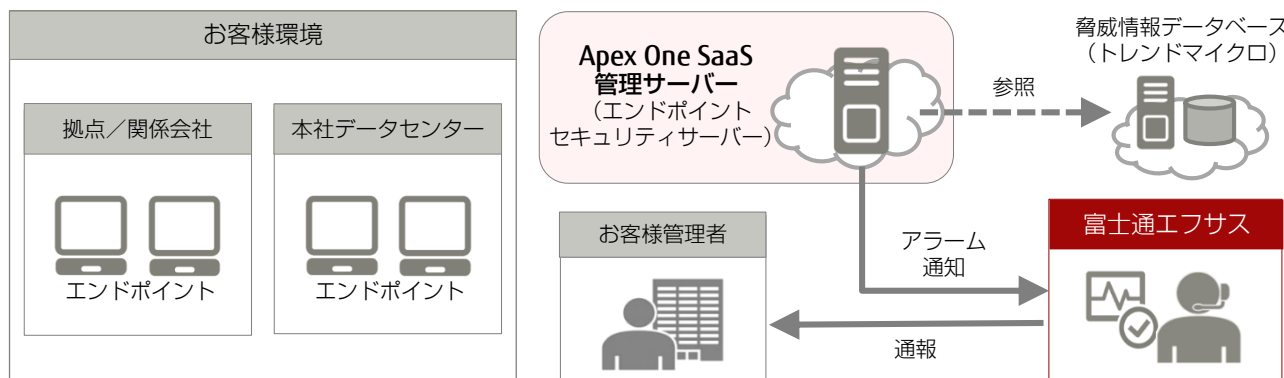 お客様環境
拠点／関係会社
エンドポイント
本社データセンター
エンドポイント
Apex One SaaS
管理サーバー
（エンドポイント
セキュリティサーバー）
参照
脅威情報データベース
（トレンドマイクロ）
お客様管理者
アラーム
通知
富士通エフサス
通報